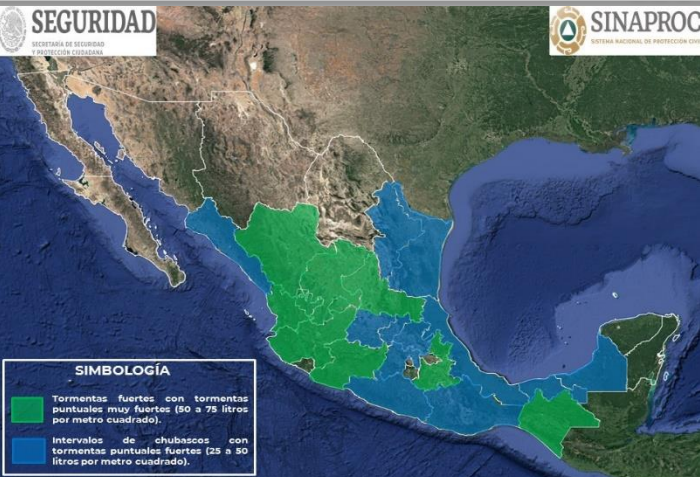 SEGURIDAD
SECRETARÍA DE SEGURIDAD
Y PROTECCIÓN CIUDADANA
SINAPROC
SISTEMA NACIONAL DE PROTECCIÓN CIVI
SIMBOLOGÍA
Tormentas fuertes con tormentas
puntuales muy fuertes (50 a 75 litros
por metro cuadrado).
Intervalos de chubascos con
tormentas puntuales fuertes (25 a 50
litros por metro cuadrado).